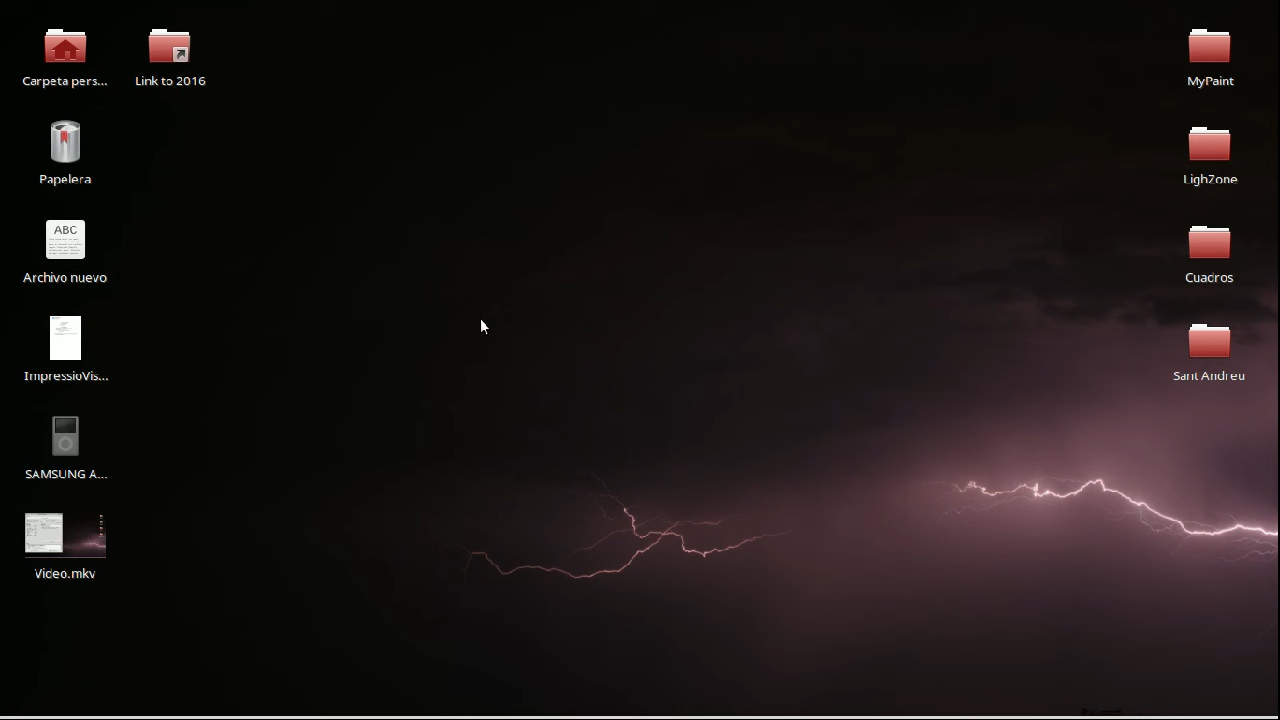 Carpeta pers...
Link to 2016
MyPaint
Papelera
LighZone
ABC
Archivo nuevo
Cuadros
ImpressioVis...
Sant Andreu
SAMSUNG A...
Video.mkv